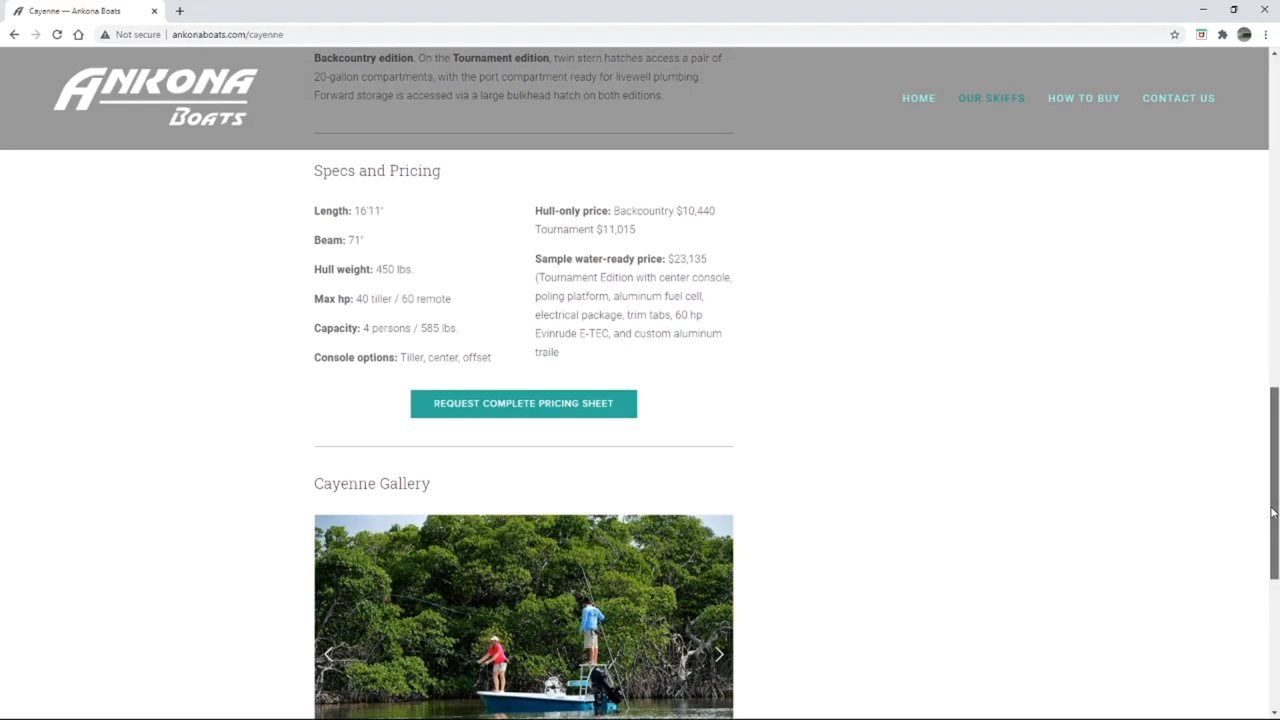 Cayenne — Ankona Boats
Not secure | ankonaboats.com/cayenne
ANKONA
BOATS
HOME OUR SKIFFS HOW TO BUY CONTACT US
Backcountry edition. On the Tournament edition, twin stern hatches access a pair of
20-gallon compartments, with the port compartment ready for livewell plumbing.
Forward storage is accessed via a large bulkhead hatch on both editions.
Specs and Pricing
Length: 16'11"
Beam: 71"
Hull weight: 450 lbs.
Max hp: 40 tiller / 60 remote
Capacity: 4 persons / 585 lbs.
Console options: Tiller, center, offset
Hull-only price: Backcountry $10,440
Tournament $11,015
Sample water-ready price: $23,135
(Tournament Edition with center console,
poling platform, aluminum fuel cell,
electrical package, trim tabs, 60 hp
Evinrude E-TEC, and custom aluminum
traile
REQUEST COMPLETE PRICING SHEET
Cayenne Gallery